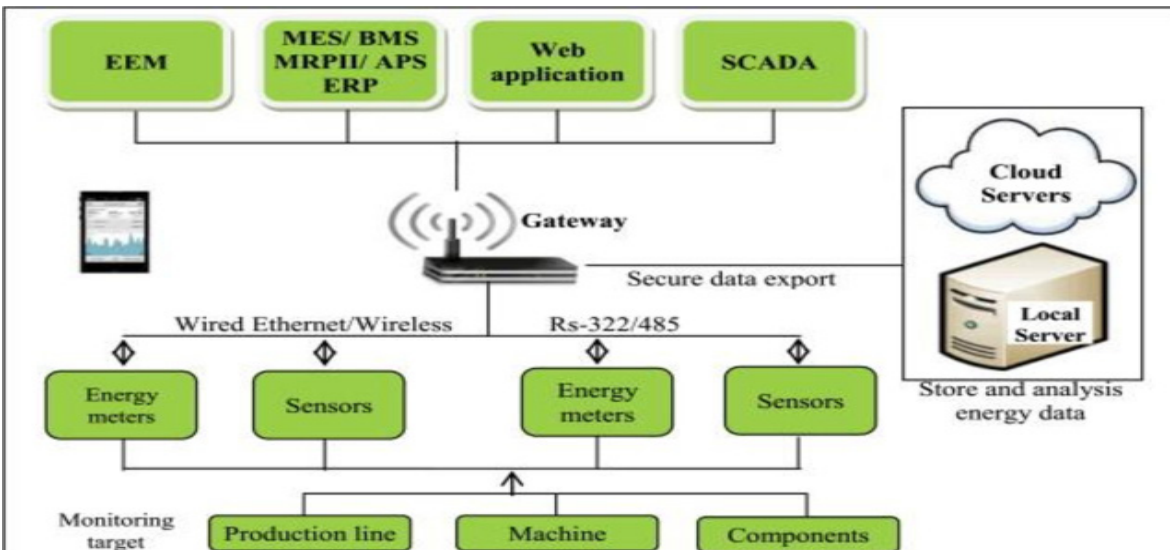 EEM
MES/ BMS
MRPII/ APS
ERP
Web
application
SCADA
Cloud
Servers
Gateway
Secure data export
Local
Server
Wired Ethernet/Wireless
Rs-322/485
Store and analysis
energy data
Energy
meters
Sensors
Energy
meters
Sensors
Monitoring
target
Production line
Machine
Components